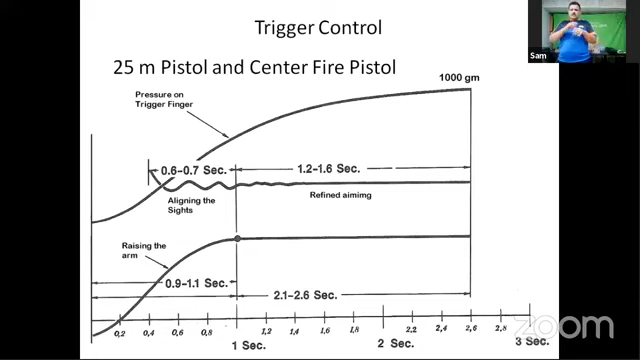 Trigger Control
25 m Pistol and Center Fire Pistol
1000 gm
Pressure on
Trigger Finger
0.6–0.7 Sec.
1.2–1.6 Sec.
Aligning the
Sights
Refined aimimg
Raising the
arm
0.9–1.1 Sec.
2.1–2.6 Sec.
0,2 0,4 0,6 0,8 1,2 1,4 1,6 1,8 2,2 2,4 2,6 2,8
1 Sec. 2 Sec. 3 Sec.
Sam
zoom